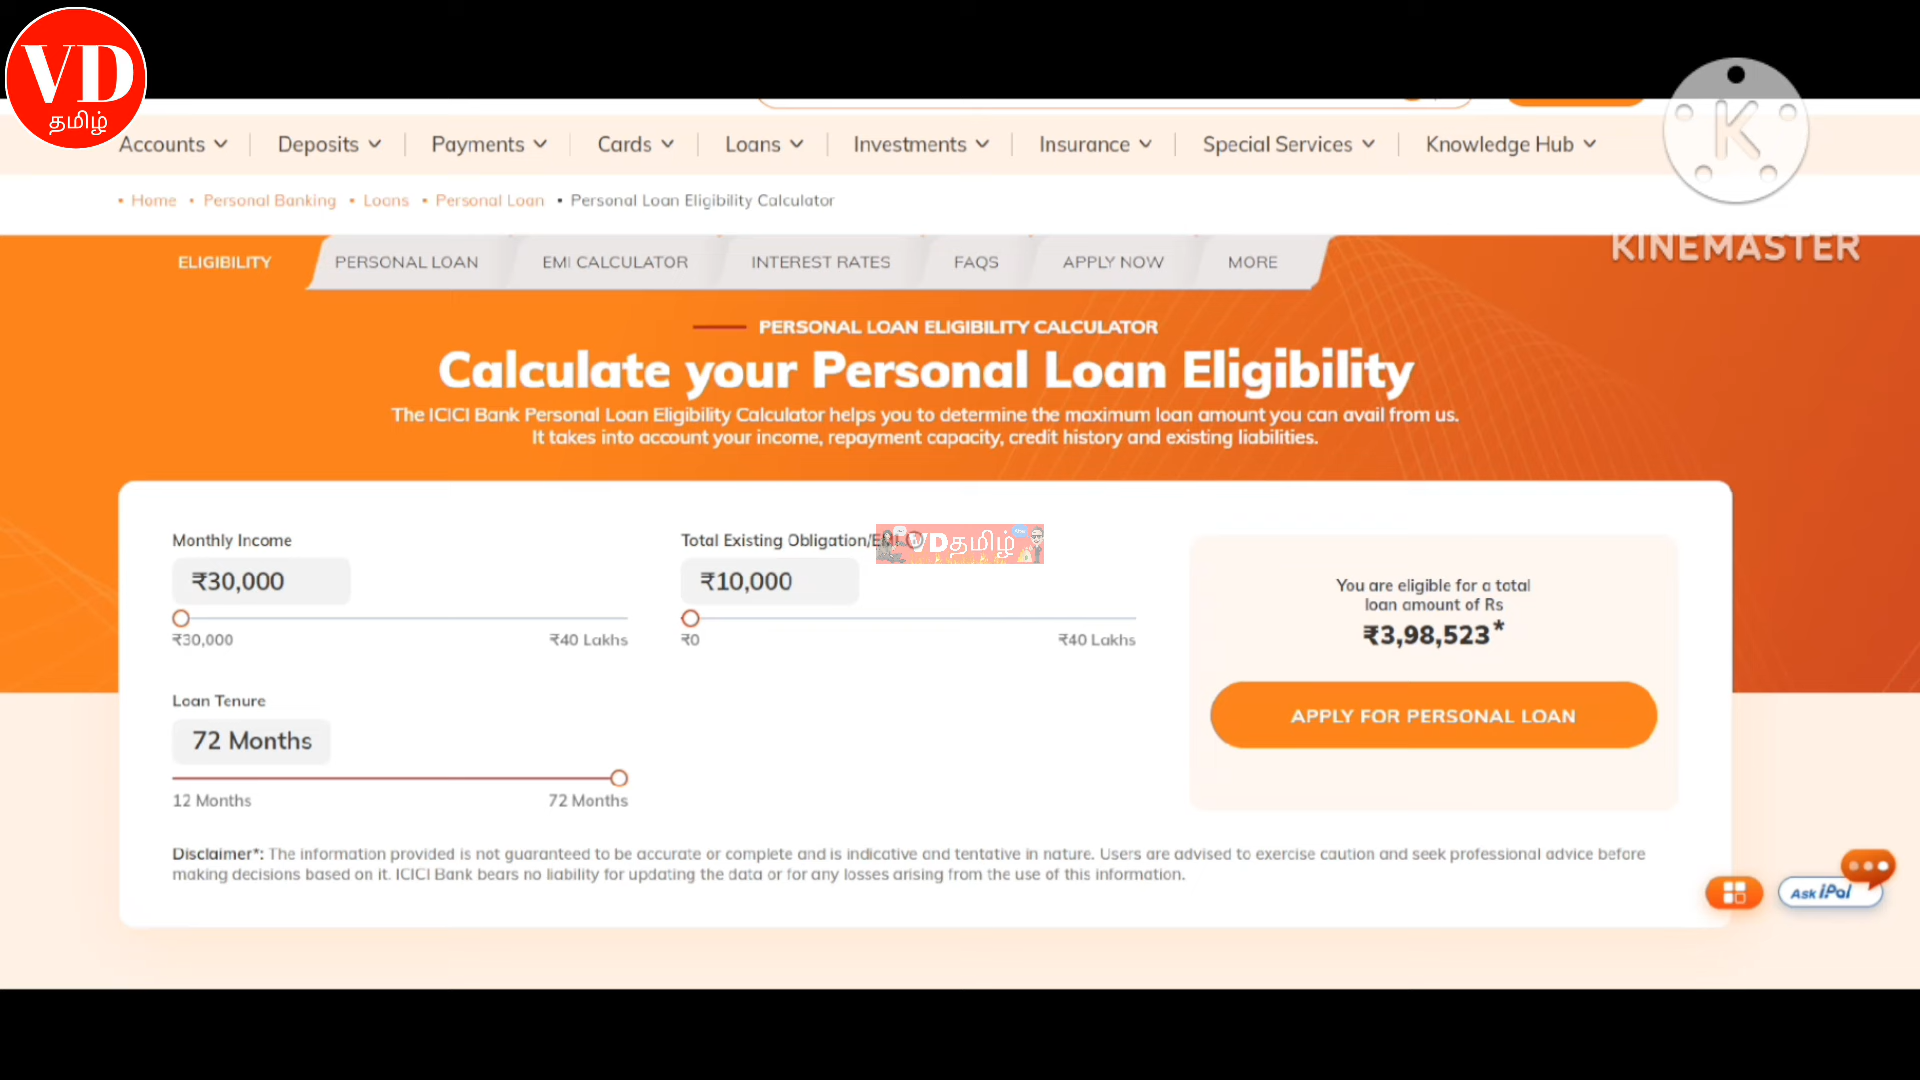 VD
தமிழ்
Accounts
Deposits
Payments
Cards
Loans
Investments
Insurance
Special Services
Knowledge Hub
K
KINEMASTER
• Home • Personal Banking • Loans • Personal Loan • Personal Loan Eligibility Calculator
ELIGIBILITY
PERSONAL LOAN
EMI CALCULATOR
INTEREST RATES
FAQS
APPLY NOW
MORE
PERSONAL LOAN ELIGIBILITY CALCULATOR
Calculate your Personal Loan Eligibility
The ICICI Bank Personal Loan Eligibility Calculator helps you to determine the maximum loan amount you can avail from us.
It takes into account your income, repayment capacity, credit history and existing liabilities.
Monthly Income
₹30,000
₹30,000
₹40 Lakhs
Total Existing Obligation/EMI
VDதமிழ்
₹10,000
₹0
₹40 Lakhs
Loan Tenure
72 Months
12 Months
72 Months
You are eligible for a total
loan amount of Rs
₹3,98,523*
APPLY FOR PERSONAL LOAN
Disclaimer*: The information provided is not guaranteed to be accurate or complete and is indicative and tentative in nature. Users are advised to exercise caution and seek professional advice before
making decisions based on it. ICICI Bank bears no liability for updating the data or for any losses arising from the use of this information.
Ask iPal